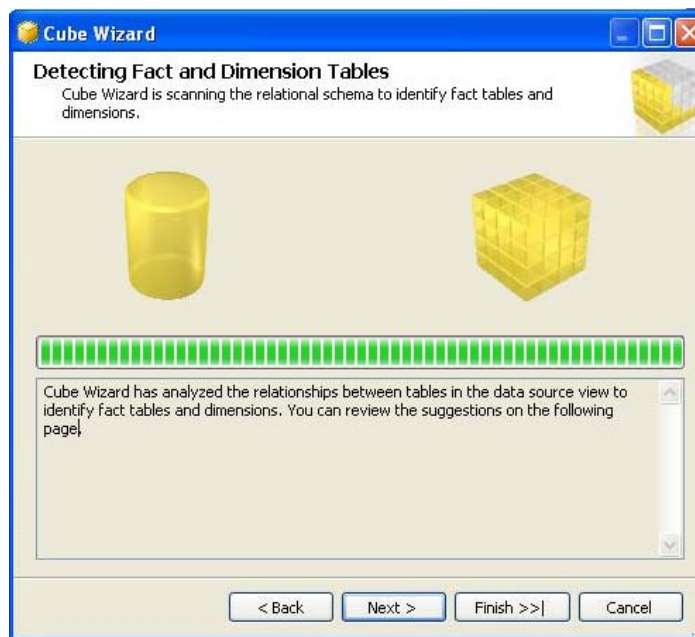 Cube Wizard
Detecting Fact and Dimension Tables
Cube Wizard is scanning the relational schema to identify fact tables and
dimensions.
Cube Wizard has analyzed the relationships between tables in the data source view to
identify fact tables and dimensions. You can review the suggestions on the following
page.
< Back
Next >
Finish >>|
Cancel